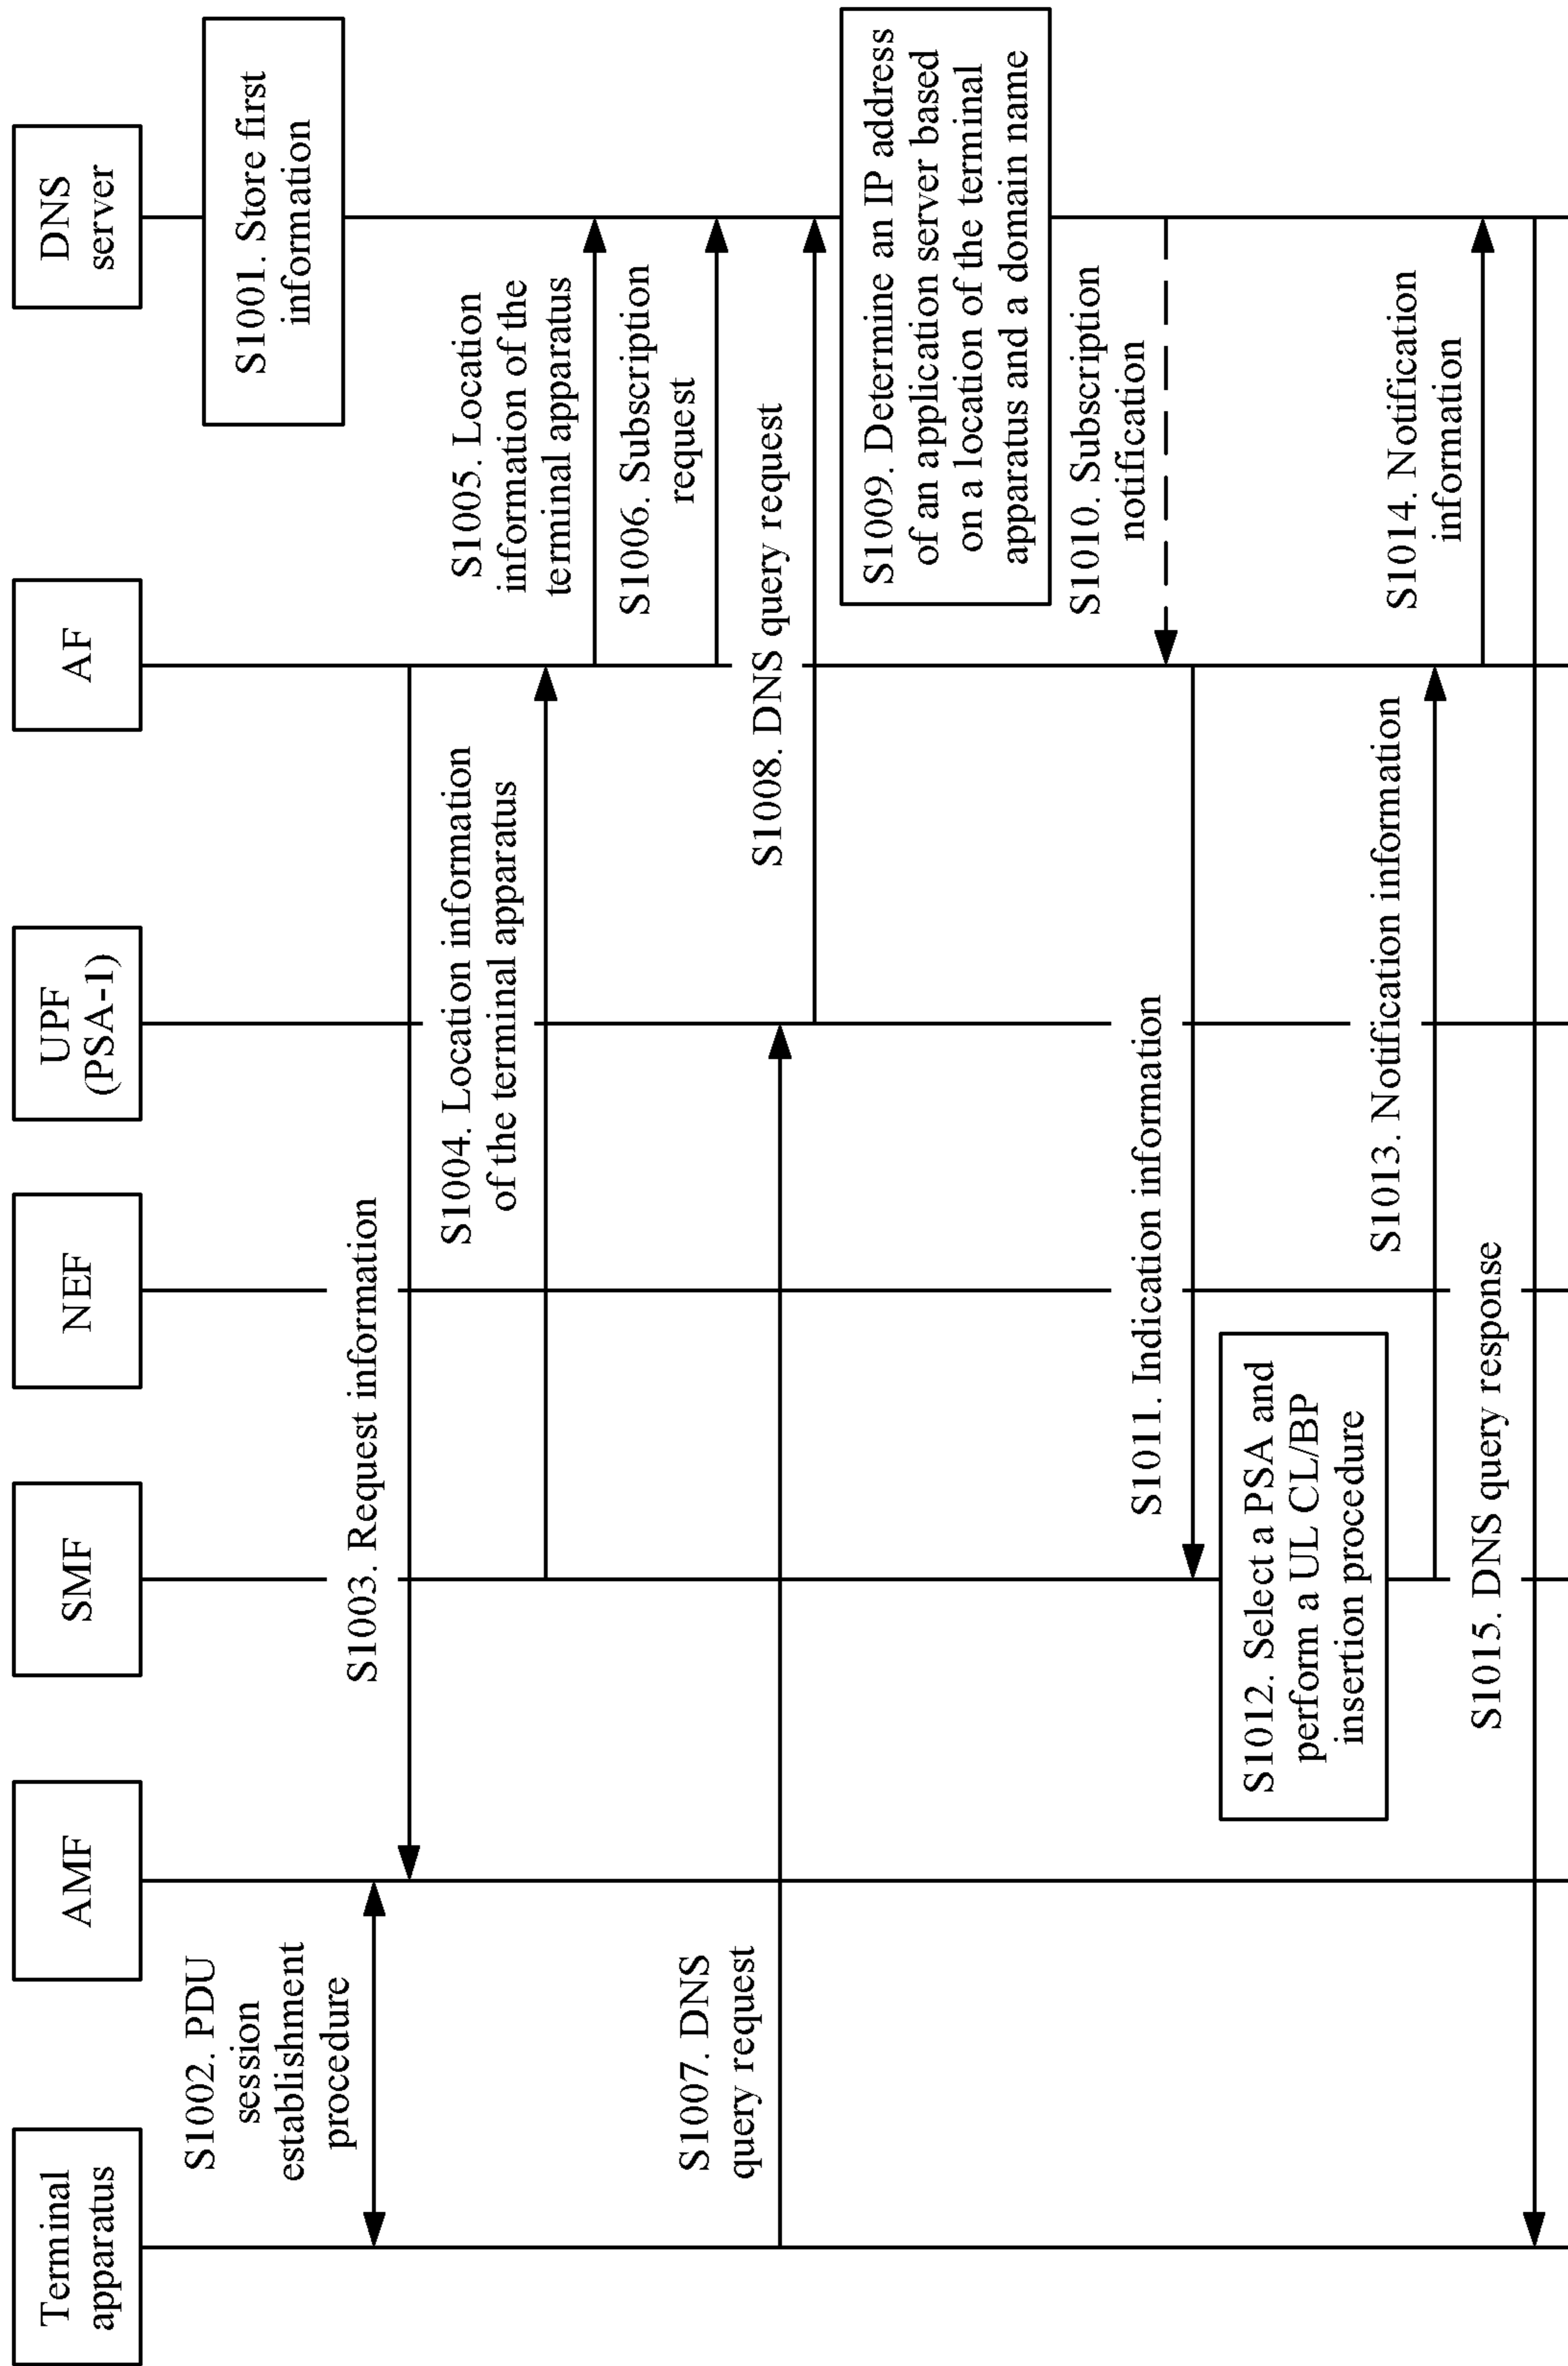 Terminal
apparatus
AMF
SMF
NEF
UPF
(PSA-1)
AF
DNS
server
S1001. Store first
information
S1002. PDU
session
establishment
procedure
S1003. Request information
S1004. Location information
of the terminal apparatus
S1005. Location
information of the
terminal apparatus
S1006. Subscription
request
S1007. DNS
query request
S1008. DNS query request
S1009. Determine an IP address
of an application server based
on a location of the terminal
apparatus and a domain name
S1010. Subscription
notification
S1011. Indication information
S1012. Select a PSA and
perform a UL CL/BP
insertion procedure
S1013. Notification information
S1014. Notification
information
S1015. DNS query response